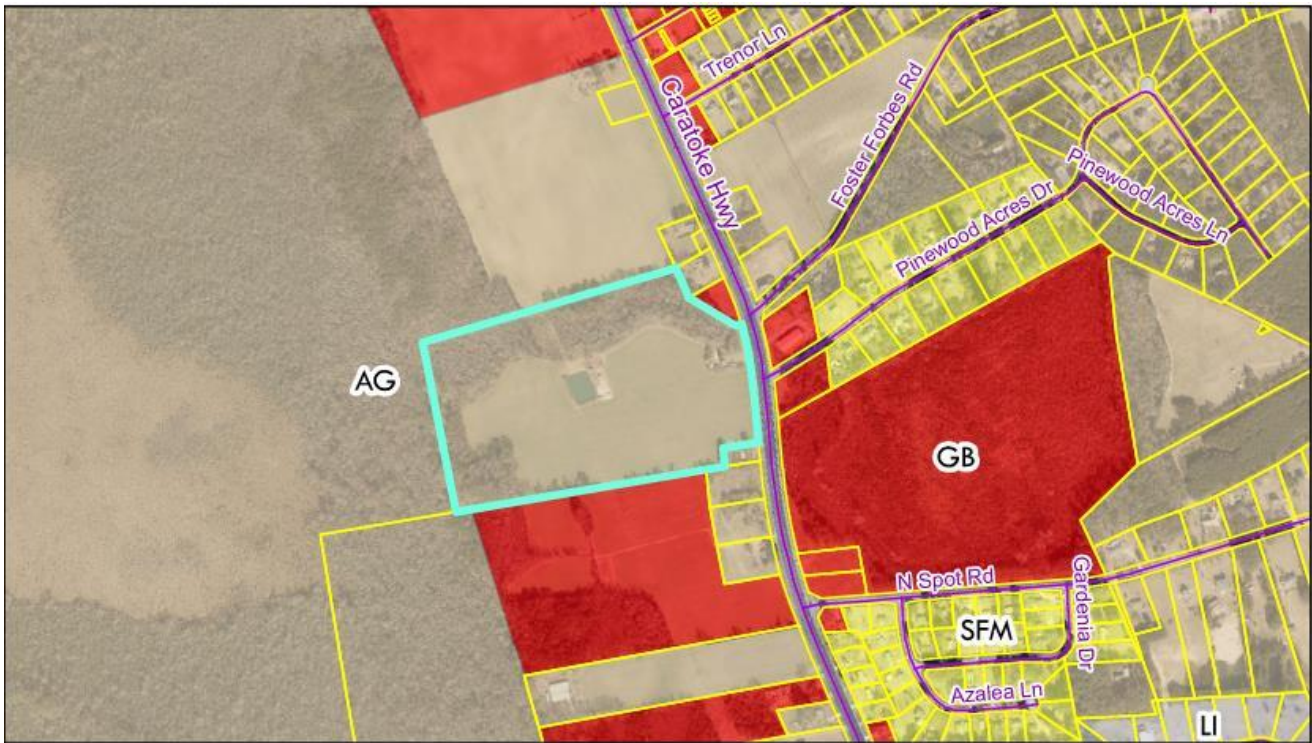 Trenor Ln
Caratoke Hwy
Foster Forbes Rd
Pinewood Acres Dr
Pinewood Acres Ln
AG
GB
N Spot Rd
Gardenia Dr
SFM
Azalea Ln
LI